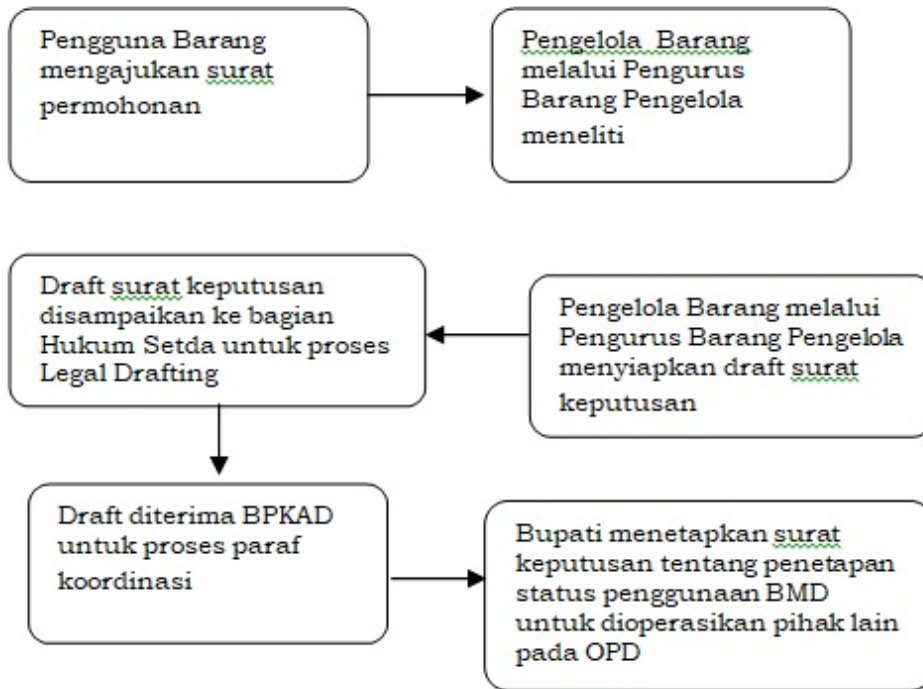 Pengguna Barang
mengajukan surat
permohonan
Pengelola Barang
melalui Pengurus
Barang Pengelola
meneliti
Pengelola Barang melalui
Pengurus Barang Pengelola
menyiapkan draft surat
keputusan
Draft surat keputusan
disampaikan ke bagian
Hukum Setda untuk proses
Legal Drafting
Draft diterima BPKAD
untuk proses paraf
koordinasi
Bupati menetapkan surat
keputusan tentang penetapan
status penggunaan BMD
untuk dioperasikan pihak lain
pada OPD